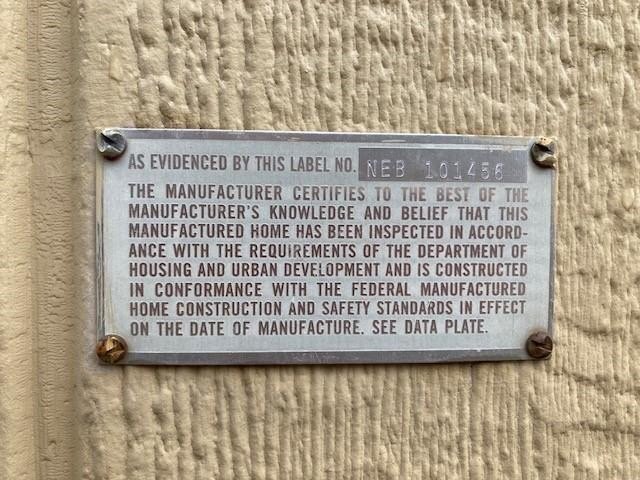 AS EVIDENCED BY THIS LABEL NO. NEB 101456
THE MANUFACTURER CERTIFIES TO THE BEST OF THE
MANUFACTURER'S KNOWLEDGE AND BELIEF THAT THIS
MANUFACTURED HOME HAS BEEN INSPECTED IN ACCORD-
ANCE WITH THE REQUIREMENTS OF THE DEPARTMENT OF
HOUSING AND URBAN DEVELOPMENT AND IS CONSTRUCTED
IN CONFORMANCE WITH THE FEDERAL MANUFACTURED
HOME CONSTRUCTION AND SAFETY STANDARDS IN EFFECT
ON THE DATE OF MANUFACTURE. SEE DATA PLATE.